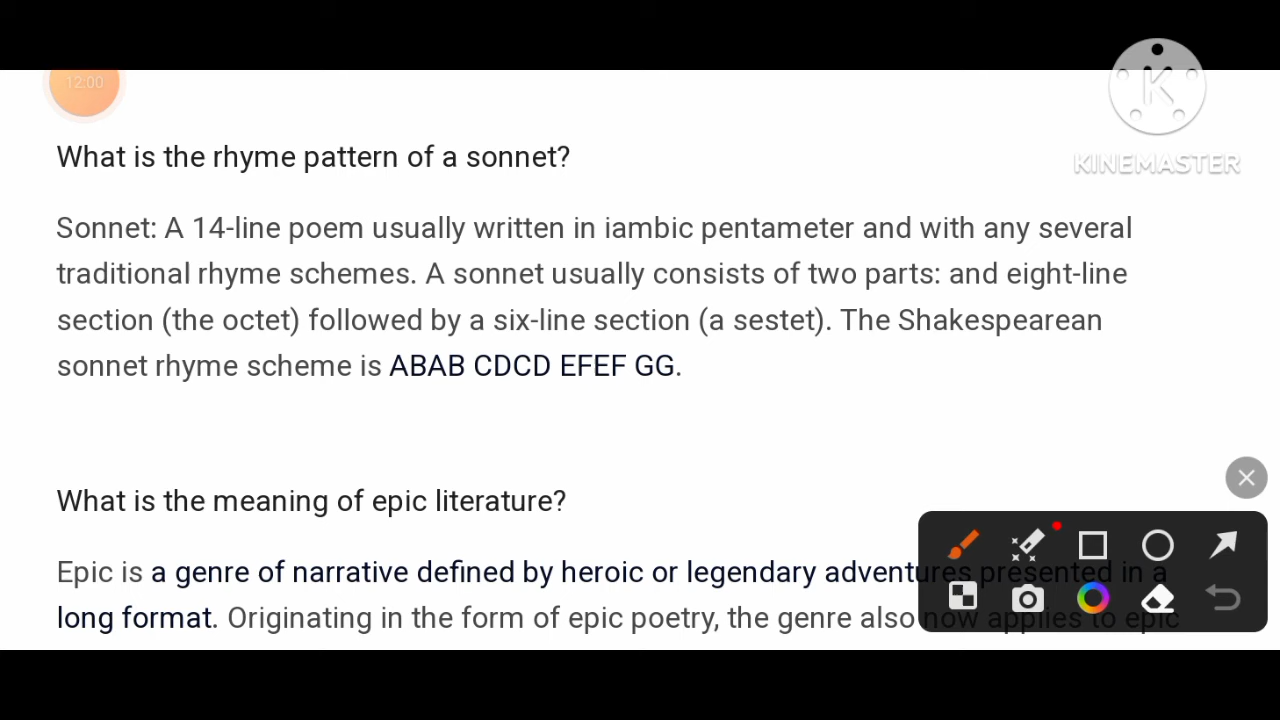 12:00
K
KINEMASTER
What is the rhyme pattern of a sonnet?
Sonnet: A 14-line poem usually written in iambic pentameter and with any several
traditional rhyme schemes. A sonnet usually consists of two parts: and eight-line
section (the octet) followed by a six-line section (a sestet). The Shakespearean
sonnet rhyme scheme is ABAB CDCD EFEF GG.
What is the meaning of epic literature?
Epic is a genre of narrative defined by heroic or legendary adventures presented in a
long format. Originating in the form of epic poetry, the genre also now applies to epic